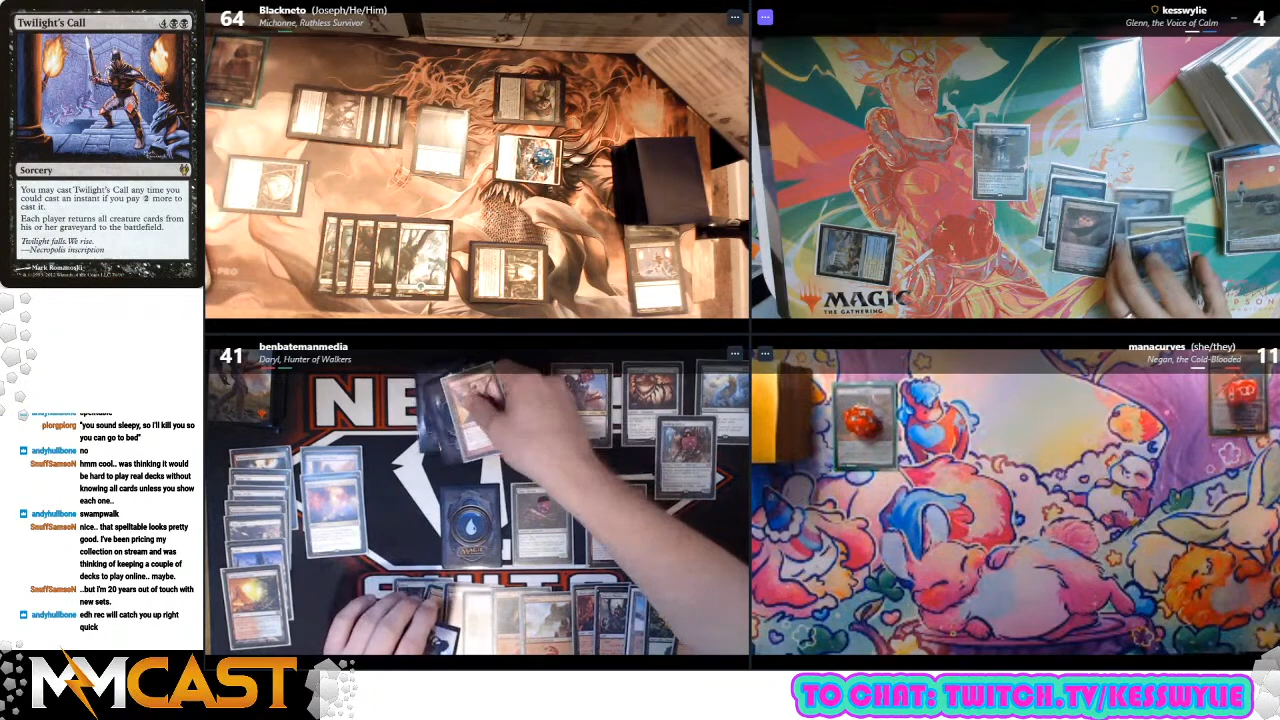 Twilight's Call 4
Sorcery
You may cast Twilight's Call any time you
could cast an instant if you pay 2 more to
cast it.
Each player returns all creature cards from
his or her graveyard to the battlefield.
Twilight falls. We rise.
—Necropolis inscription
Mark Romanoski
64
Blackneto (Joseph/He/Him)
Michonne, Ruthless Survivor
kesswylie
Glenn, the Voice of Calm
4
MAGIC
THE GATHERING
41
benbatemanmedia
Daryl, Hunter of Walkers
NE
MAGIC
manacurves (she/they)
Negan, the Cold-Blooded
11
andyhullbone spelltable
plorgplorg "you sound sleepy, so I'll kill you so
you can go to bed"
andyhullbone no
SnuffSamsoN hmm cool.. was thinking it would
be hard to play real decks without
knowing all cards unless you show
each one..
andyhullbone swampwalk
SnuffSamsoN nice.. that spelltable looks pretty
good. I've been pricing my
collection on stream and was
thinking of keeping a couple of
decks to play online.. maybe.
SnuffSamsoN ..but I'm 20 years out of touch with
new sets.
andyhullbone edh rec will catch you up right
quick
MMCAST
TO CHAT: TWITCH.TV/KESSWYLIE